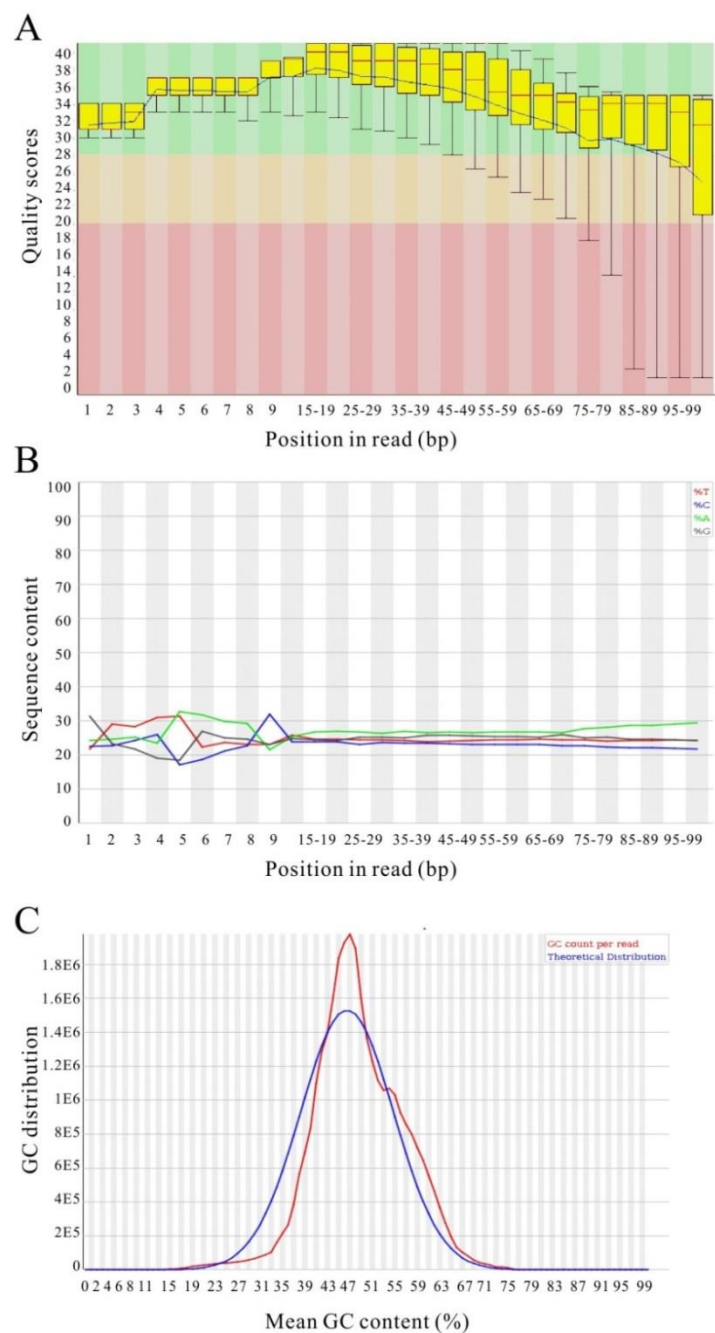 A
40
38
36
34
32
30
28
26
24
22
20
18
16
14
12
10
8
6
4
2
0
Quality scores
1 2 3 4 5 6 7 8 9 15-19 25-29 35-39 45-49 55-59 65-69 75-79 85-89 95-99
Position in read (bp)
B
100
90
80
70
60
50
40
30
20
10
0
Sequence content
%T
%C
%A
%G
1 2 3 4 5 6 7 8 9 15-19 25-29 35-39 45-49 55-59 65-69 75-79 85-89 95-99
Position in read (bp)
C
GC count per read
Theoretical Distribution
1.8E6
1.6E6
1.4E6
1.2E6
1E6
8E5
6E5
4E5
2E5
0
GC distribution
0 2 4 6 8 11 15 19 23 27 31 35 39 43 47 51 55 59 63 67 71 75 79 83 87 91 95 99
Mean GC content (%)